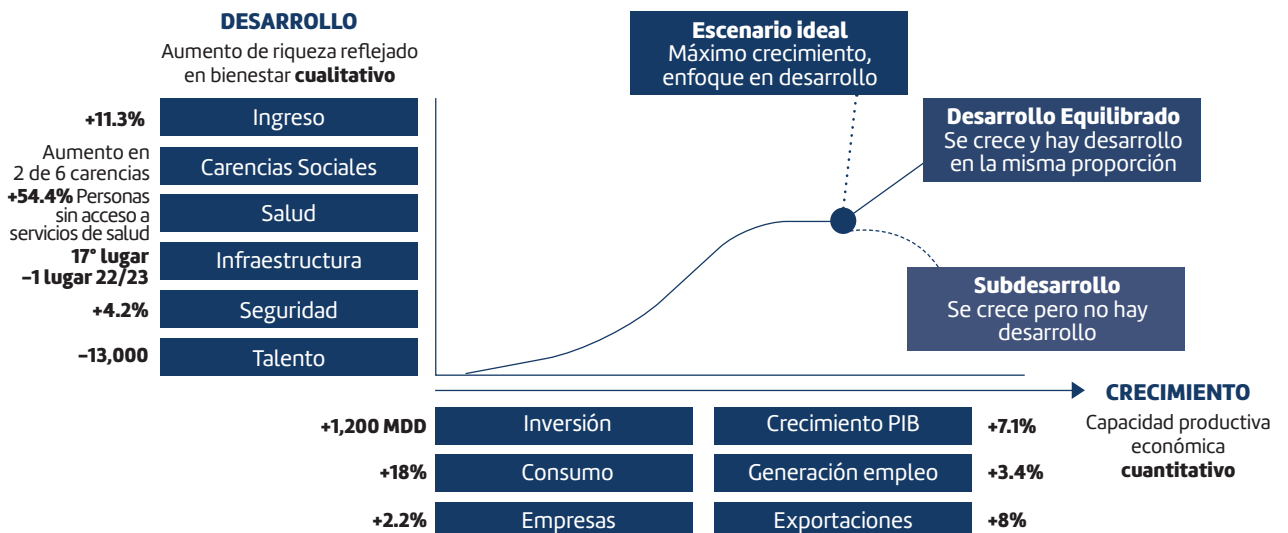 DESARROLLO
Aumento de riqueza reflejado
en bienestar cualitativo
+11.3%
Ingreso
Aumento en
2 de 6 carencias
Carencias Sociales
+54.4% Personas
sin acceso a
servicios de salud
Salud
17° lugar
–1 lugar 22/23
Infraestructura
+4.2%
Seguridad
–13,000
Talento
Escenario ideal
Máximo crecimiento,
enfoque en desarrollo
Desarrollo Equilibrado
Se crece y hay desarrollo
en la misma proporción
Subdesarrollo
Se crece pero no hay
desarrollo
CRECIMIENTO
Capacidad productiva
económica
cuantitativo
+1,200 MDD
Inversión
Crecimiento PIB
+7.1%
+18%
Consumo
Generación empleo
+3.4%
+2.2%
Empresas
Exportaciones
+8%